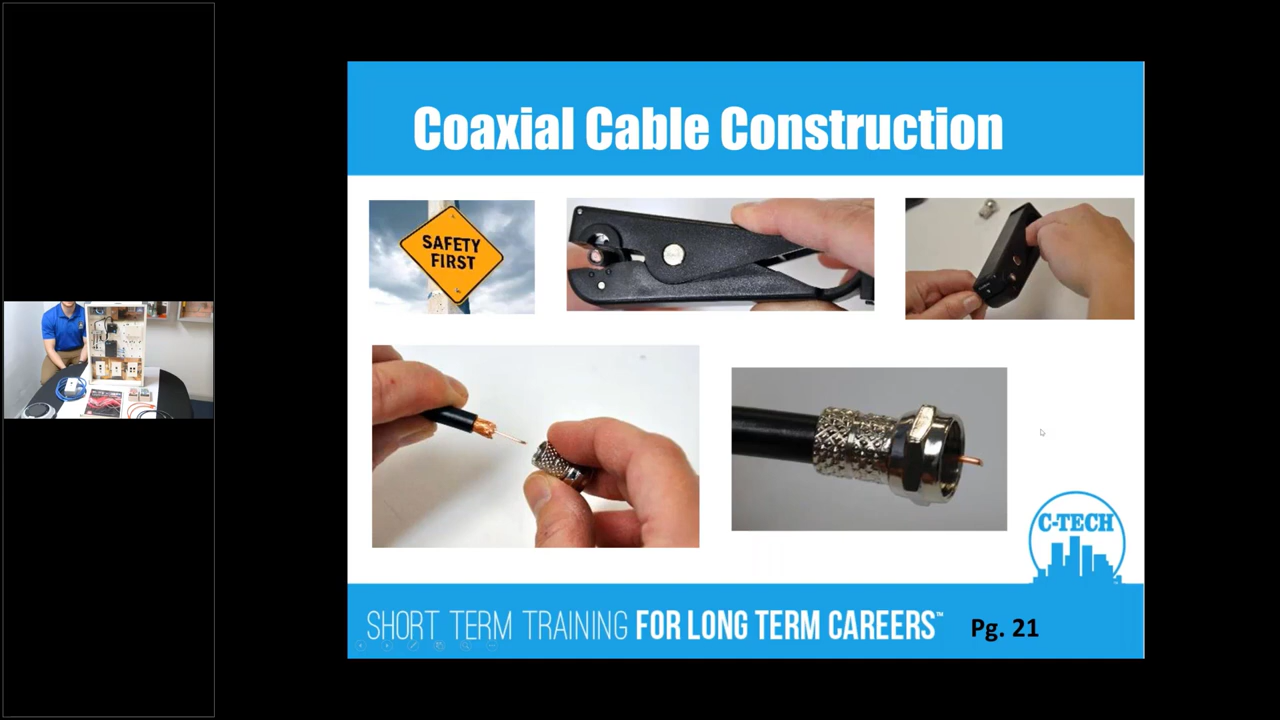 Coaxial Cable Construction
SAFETY
FIRST
C-TECH
SHORT TERM TRAINING FOR LONG TERM CAREERS™
Pg. 21